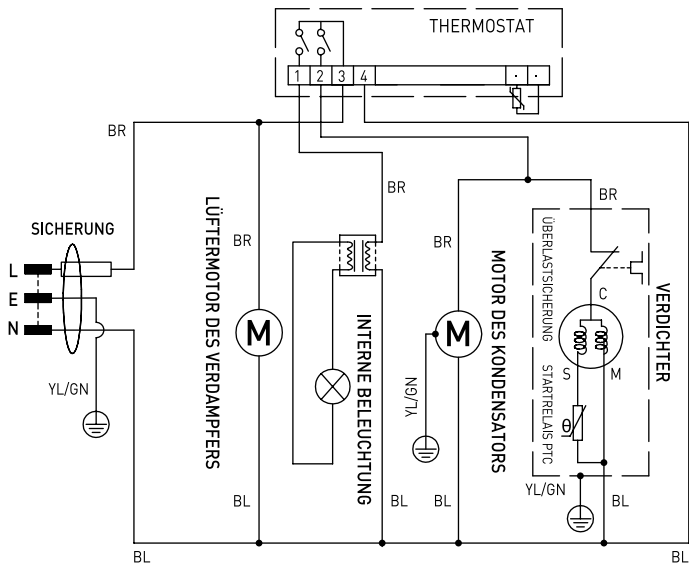 THERMOSTAT
1 2 3 4 · ·
BR
SICHERUNG
L
E
N
YL/GN
LÜFTERMOTOR DES VERDAMPFERS
BR
M
BL
BR
INTERNE BELEUCHTUNG
BL
BR
M
YL/GN
MOTOR DES KONDENSATORS
BL
BR
ÜBERLASTSICHERUNG
C
S M
STARTRELAIS PTC
θ
VERDICHTER
YL/GN
BL
BL
BL